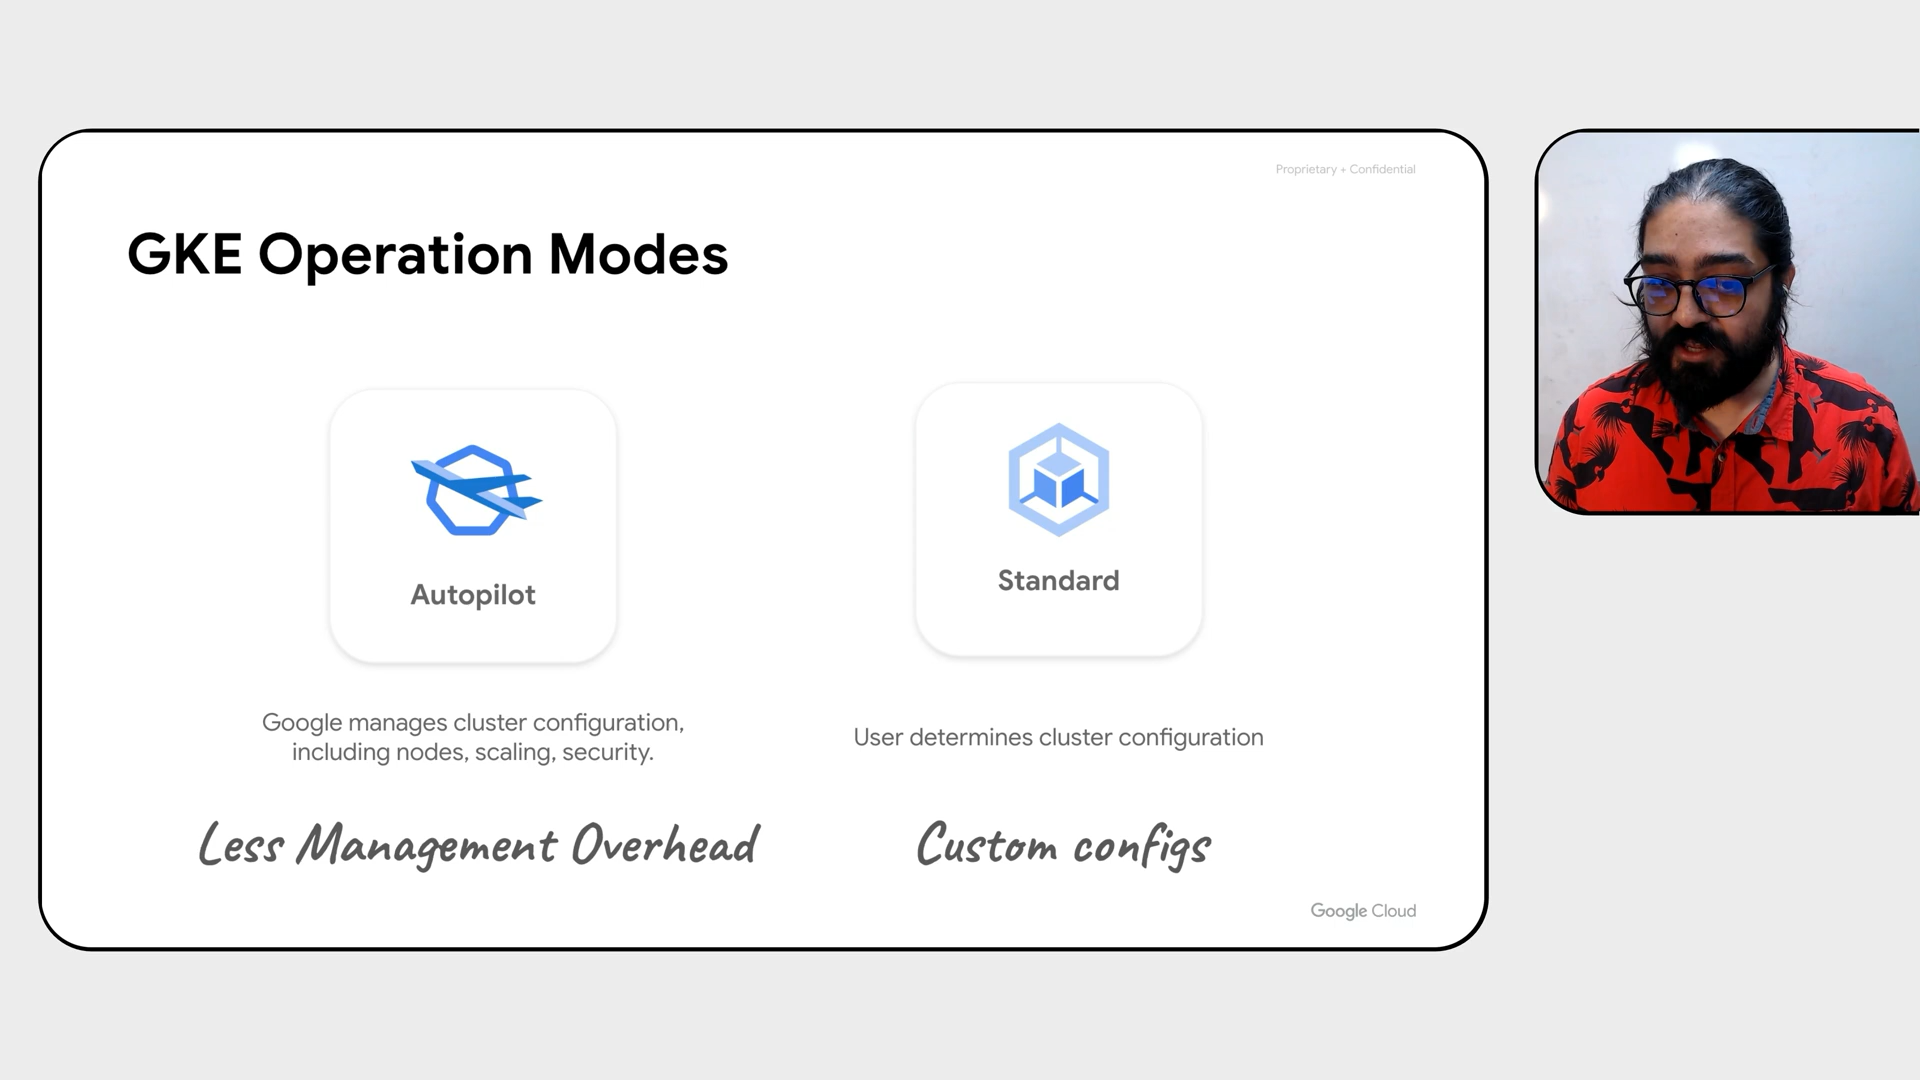 Proprietary + Confidential
GKE Operation Modes
Autopilot
Standard
Google manages cluster configuration,
including nodes, scaling, security.
User determines cluster configuration
Less Management Overhead
Custom configs
Google Cloud